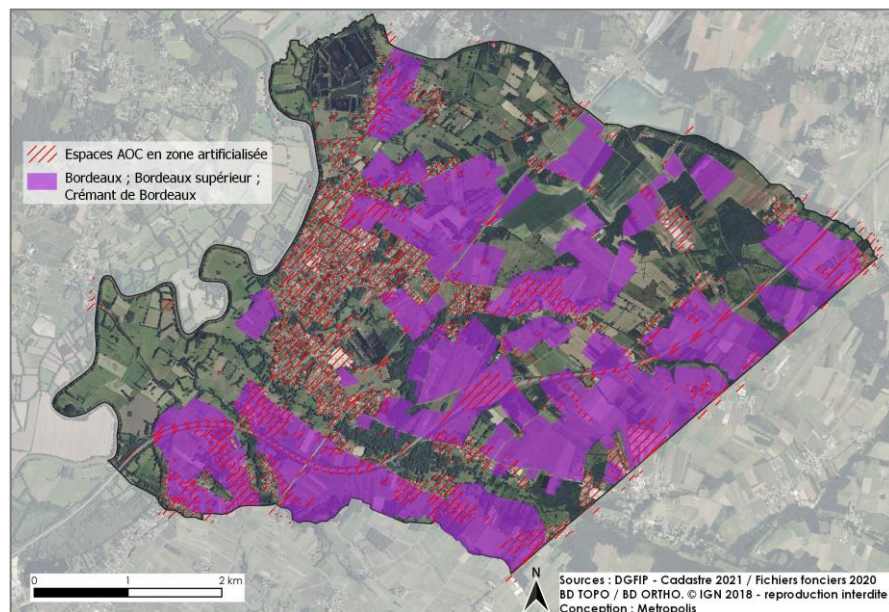 Espaces AOC en zone artificialisée
Bordeaux ; Bordeaux supérieur ;
Crémant de Bordeaux
0 1 2 km
N
Sources : DGFIP - Cadastre 2021 / Fichiers fonciers 2020
BD TOPO / BD ORTHO. © IGN 2018 - reproduction interdite
Conception : Metropolis